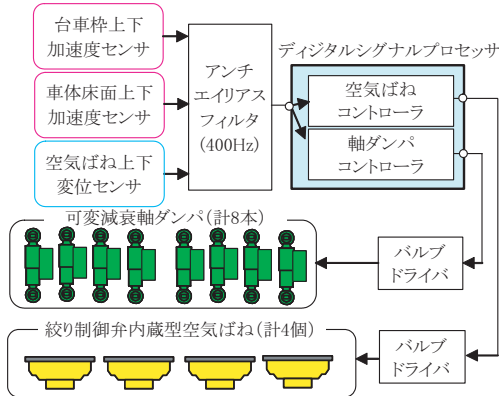 台車枠上下
加速度センサ
車体床面上下
加速度センサ
空気ばね上下
変位センサ
アンチ
エイリアス
フィルタ
(400Hz)
ディジタルシグナルプロセッサ
空気ばね
コントローラ
軸ダンパ
コントローラ
可変減衰軸ダンパ(計8本)
バルブ
ドライバ
絞り制御弁内蔵型空気ばね(計4個)
バルブ
ドライバ